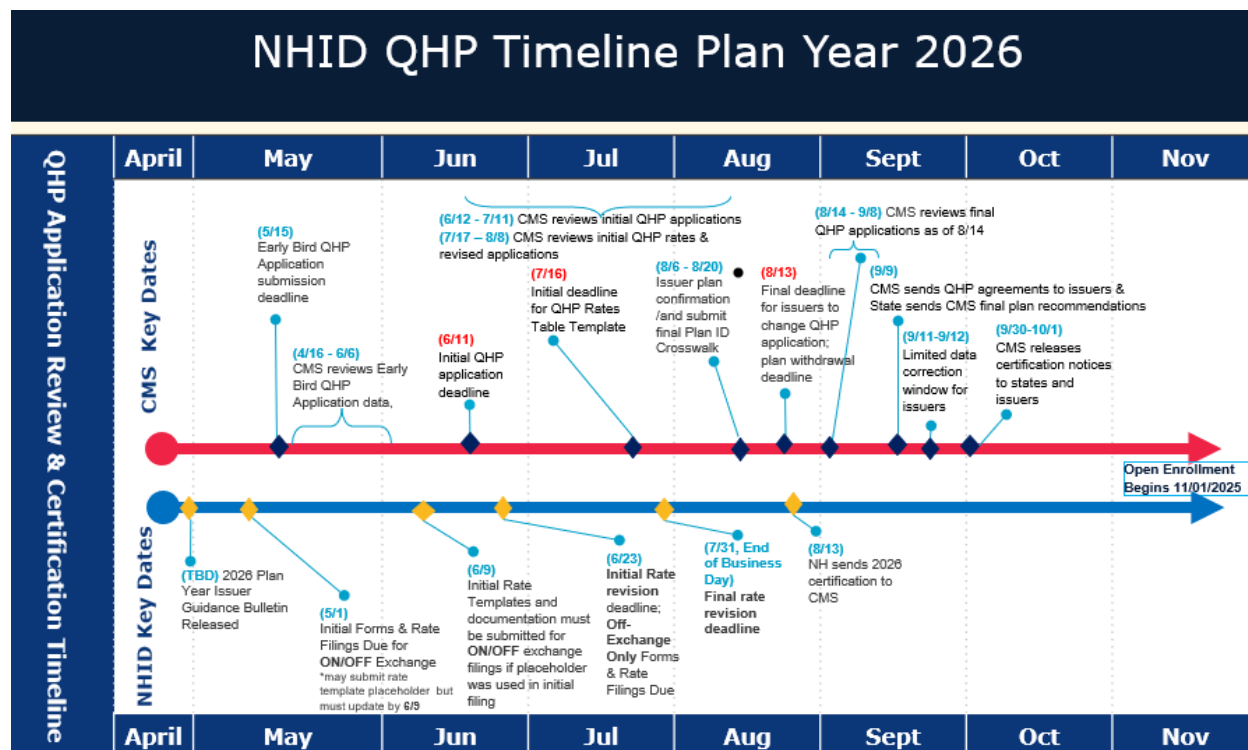 NHID QHP Timeline Plan Year 2026
QHP Application Review & Certification Timeline
April
May
Jun
Jul
Aug
Sept
Oct
Nov
CMS Key Dates
(5/15)
Early Bird QHP
Application
submission
deadline
(4/16 - 6/6)
CMS reviews Early
Bird QHP
Application data,
(6/12 - 7/11) CMS reviews initial QHP applications
(7/17 – 8/8) CMS reviews initial QHP rates &
revised applications
(6/11)
Initial QHP
application
deadline
(7/16)
Initial deadline
for QHP Rates
Table Template
(8/6 - 8/20)
Issuer plan
confirmation
/and submit
final Plan ID
Crosswalk
(8/13)
Final deadline
for issuers to
change QHP
application;
plan withdrawal
deadline
(8/14 - 9/8) CMS reviews final
QHP applications as of 8/14
(9/9)
CMS sends QHP agreements to issuers &
State sends CMS final plan recommendations
(9/11-9/12)
Limited data
correction
window for
issuers
(9/30-10/1)
CMS releases
certification notices
to states and
issuers
Open Enrollment
Begins 11/01/2025
NHID Key Dates
(TBD) 2026 Plan
Year Issuer
Guidance Bulletin
Released
(5/1)
Initial Forms & Rate
Filings Due for
ON/OFF Exchange
*may submit rate
template placeholder but
must update by 6/9
(6/9)
Initial Rate
Templates and
documentation must
be submitted for
ON/OFF exchange
filings if placeholder
was used in initial
filing
(6/23)
Initial Rate
revision
deadline;
Off-
Exchange
Only Forms
& Rate
Filings Due
(7/31, End
of Business
Day)
Final rate
revision
deadline
(8/13)
NH sends 2026
certification to
CMS
April
May
Jun
Jul
Aug
Sept
Oct
Nov